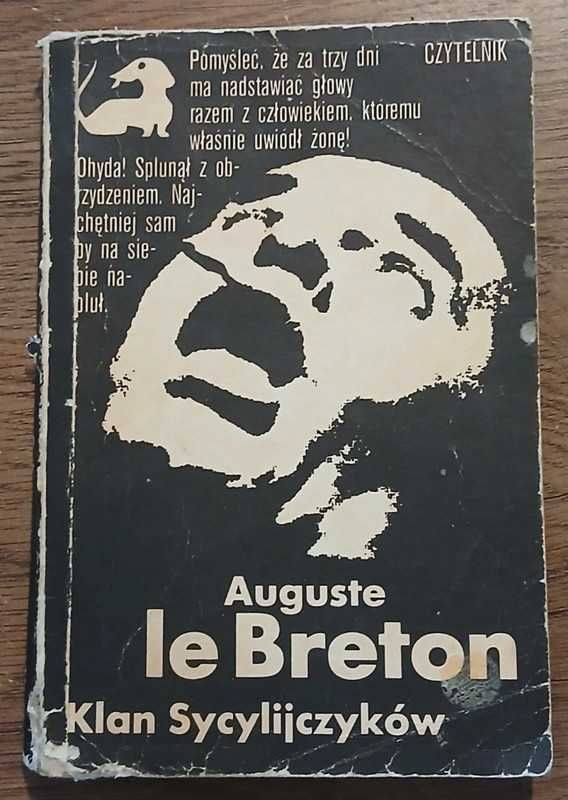 Pomyśleć, że za trzy dni
ma nadstawiać głowy
razem z człowiekiem, któremu
właśnie uwiódł żonę!
Ohyda! Splunął z ob-
rzydzeniem. Naj-
chętniej sam
by na sie-
bie na-
pluł.
CZYTELNIK
Auguste
le Breton
Klan Sycylijczyków